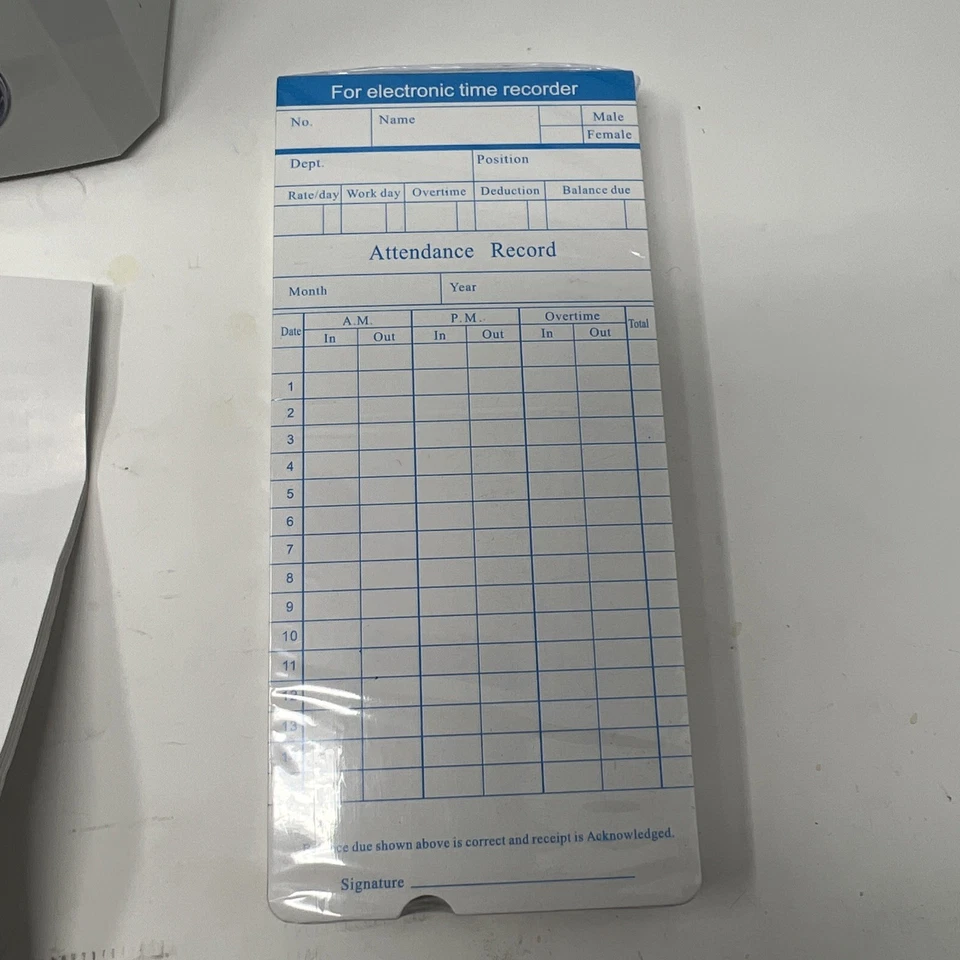 For electronic time recorder
No. Name Male
Female
Dept. Position
Rate/day Work day Overtime Deduction Balance due
Attendance Record
Month Year
Date A.M. P.M. Overtime Total
In Out In Out In Out
1
2
3
4
5
6
7
8
9
10
11
12
13
due shown above is correct and receipt is Acknowledged.
Signature